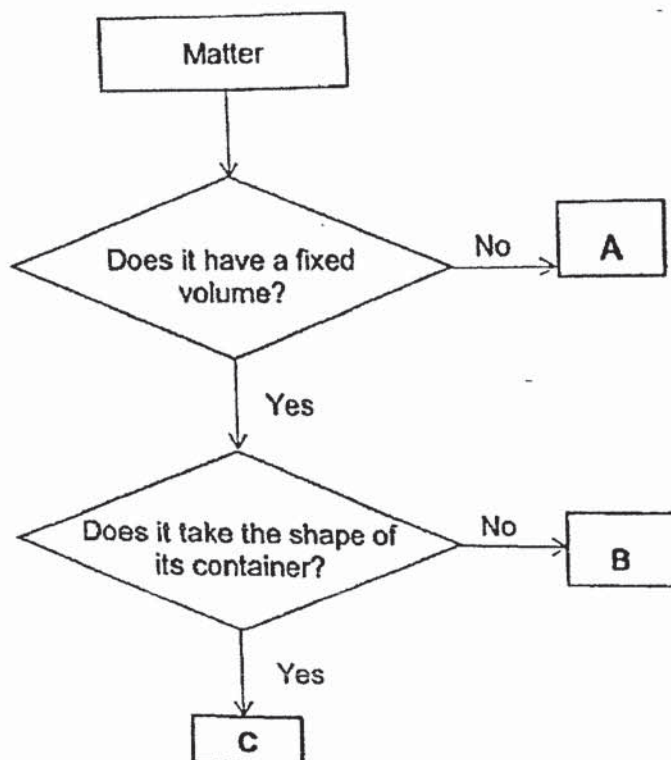 Matter
Does it have a fixed
volume?
No
A
Yes
Does it take the shape of
its container?
No
B
Yes
C